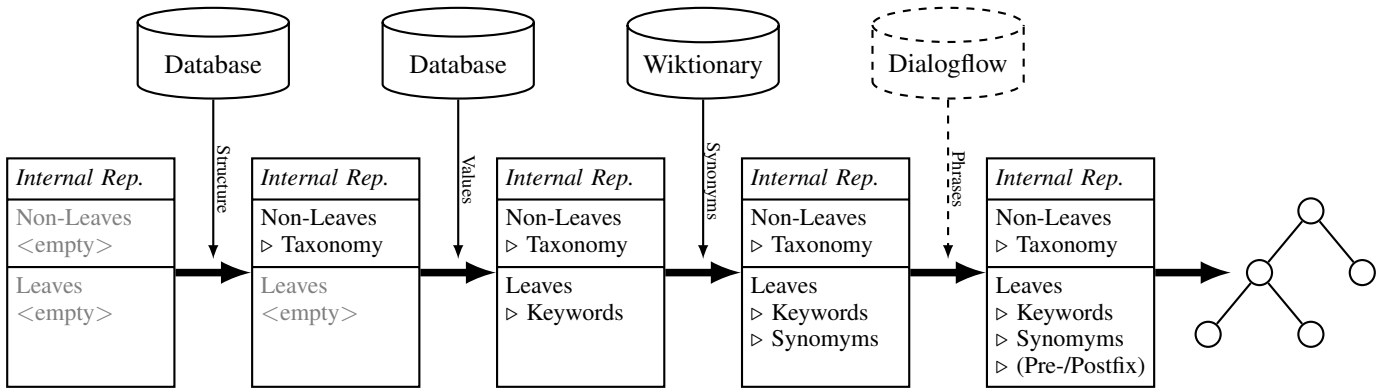 Database
Database
Wiktionary
Dialogflow
Structure
Values
Synonyms
Phrases
Internal Rep.
Non-Leaves
<empty>
Leaves
<empty>
Internal Rep.
Non-Leaves
▷ Taxonomy
Leaves
<empty>
Internal Rep.
Non-Leaves
▷ Taxonomy
Leaves
▷ Keywords
Internal Rep.
Non-Leaves
▷ Taxonomy
Leaves
▷ Keywords
▷ Synomyms
Internal Rep.
Non-Leaves
▷ Taxonomy
Leaves
▷ Keywords
▷ Synomyms
▷ (Pre-/Postfix)